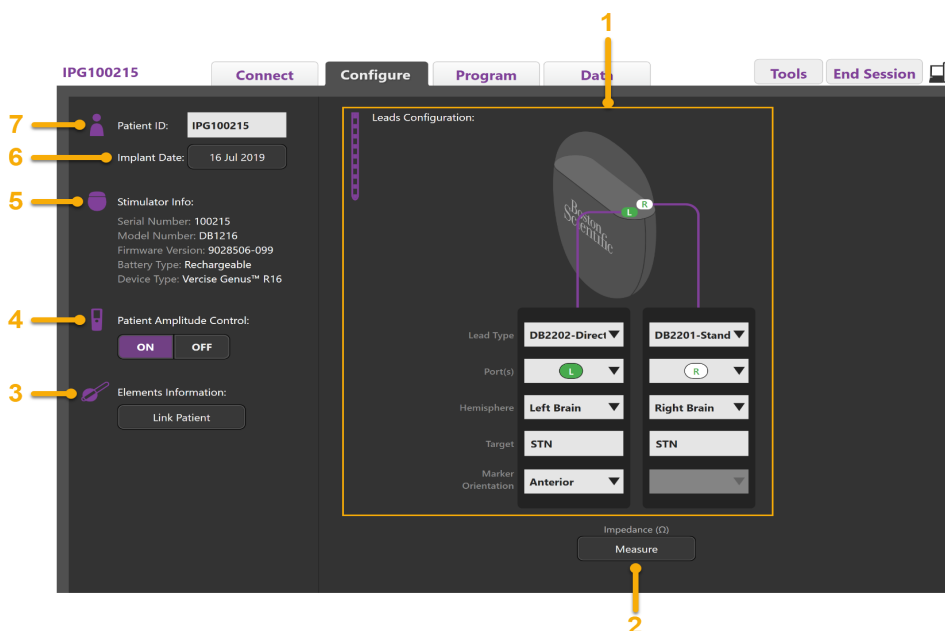 1
IPG100215
Connect
Configure
Program
Data
Tools
End Session
7
Patient ID:
IPG100215
6
Implant Date:
16 Jul 2019
5
Stimulator Info:
Serial Number: 100215
Model Number: DB1216
Firmware Version: 9028506-099
Battery Type: Rechargeable
Device Type: Vercise Genus™ R16
4
Patient Amplitude Control:
ON
OFF
3
Elements Information:
Link Patient
Leads Configuration:
L
R
Boston
Scientific
Lead Type
DB2202-Direct
DB2201-Stand
Port(s)
L
R
Hemisphere
Left Brain
Right Brain
Target
STN
STN
Marker
Orientation
Anterior
Impedance (Ω)
Measure
2